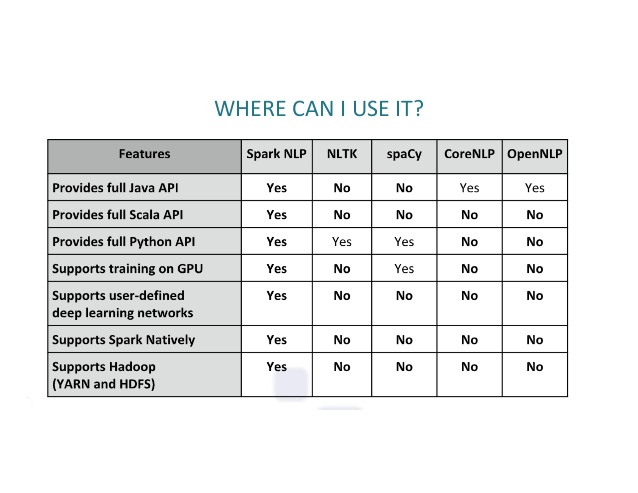 WHERE CAN I USE IT?
Features Spark NLP NLTK spaCy CoreNLP OpenNLP
Provides full Java API Yes No No Yes Yes
Provides full Scala API Yes No No No No
Provides full Python API Yes Yes Yes No No
Supports training on GPU Yes No Yes No No
Supports user-defined Yes No No No No
deep learning networks
Supports Spark Natively Yes No No No No
Supports Hadoop Yes No No No No
(YARN and HDFS)